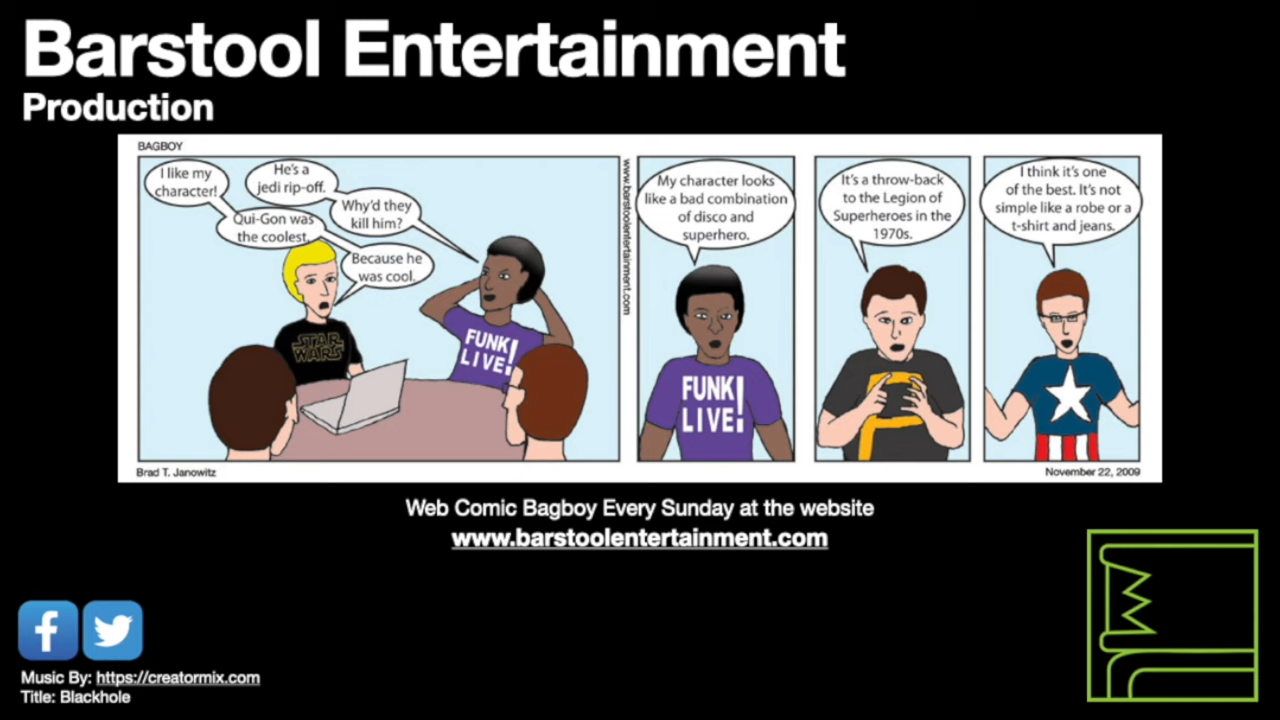 Barstool Entertainment
Production
BAGBOY
I like my
character!
He's a
jedi rip-off.
Qui-Gon was
the coolest.
Why'd they
kill him?
Because he
was cool.
STAR
WARS
FUNK
LIVE!
www.barstoolentertainment.com
My character looks
like a bad combination
of disco and
superhero.
FUNK
LIVE!
It's a throw-back
to the Legion of
Superheroes in the
1970s.
I think it's one
of the best. It's not
simple like a robe or a
t-shirt and jeans.
Brad T. Janowitz
November 22, 2009
Web Comic Bagboy Every Sunday at the website
www.barstoolentertainment.com
Music By: https://creatormix.com
Title: Blackhole